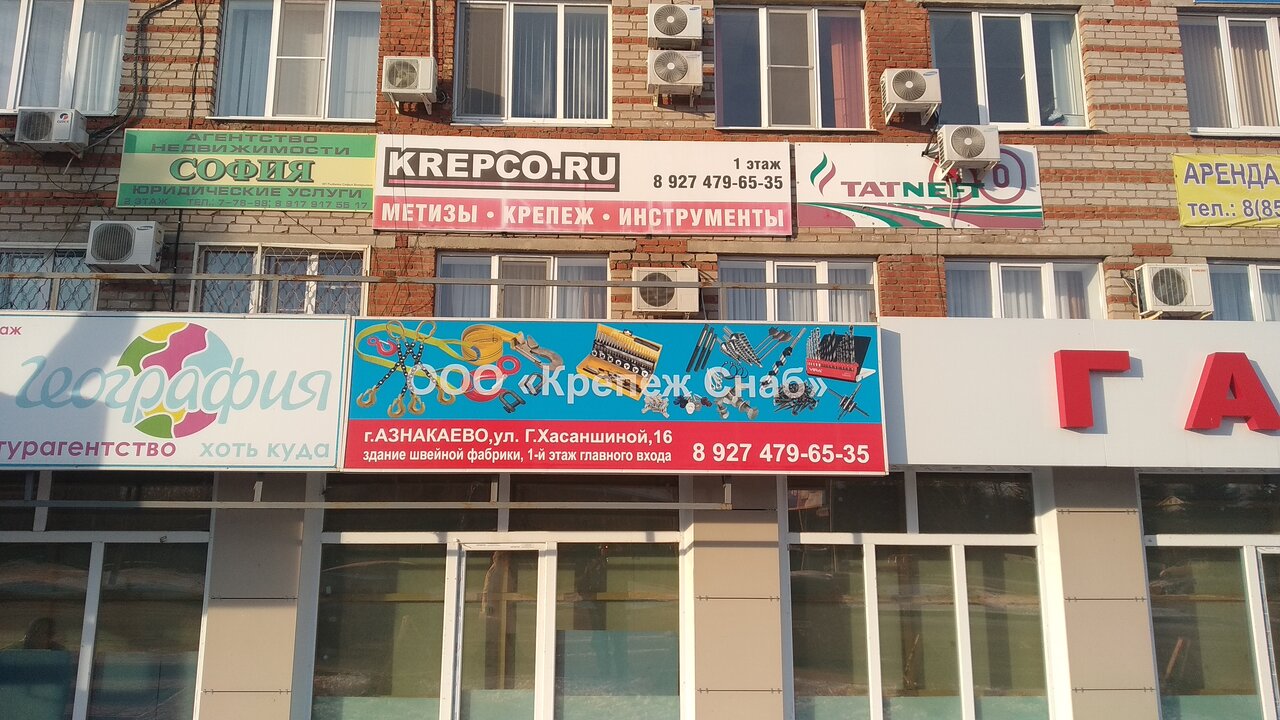 АГЕНТСТВО
НЕДВИЖИМОСТИ
СОФИЯ
ЮРИДИЧЕСКИЕ УСЛУГИ
KREPCO.RU
1 этаж
8 927 479-65-35
МЕТИЗЫ • КРЕПЕЖ • ИНСТРУМЕНТЫ
TATNEFT
АРЕНДА
тел.: 8(85
география
турагентство
хоть куда
ООО «Крепеж Снаб»
г.АЗНАКАЕВО,ул. Г.Хасаншиной,16
здание швейной фабрики, 1-й этаж главного входа
8 927 479-65-35
ГА